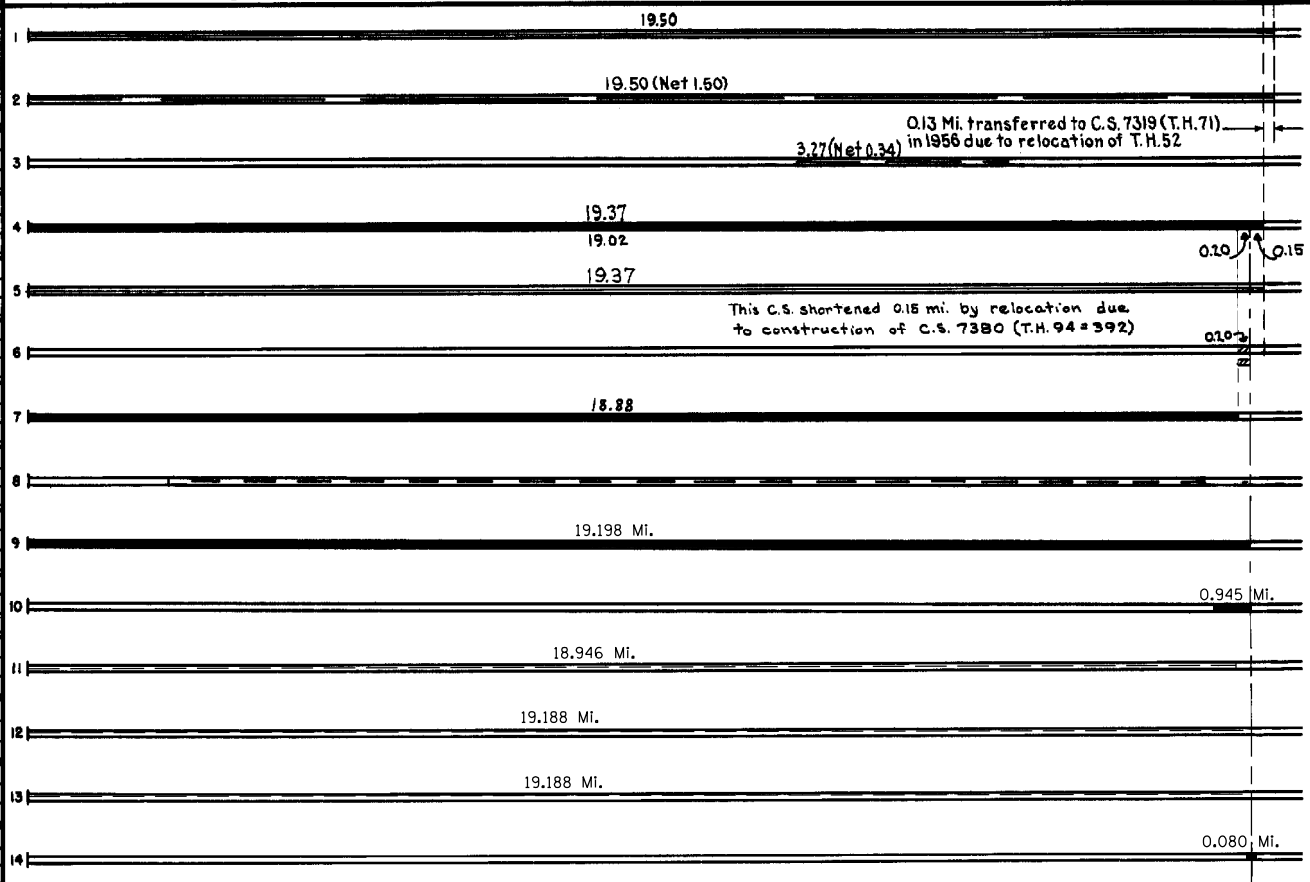 19.50
1
19.50 (Net 1.50)
2
0.13 Mi. transferred to C.S. 7319 (T.H. 71)
in 1956 due to relocation of T.H. 52
3.27 (Net 0.34)
3
19.37
4
19.02
0.20 0.15
19.37
5
This C.S. shortened 0.15 mi. by relocation due
to construction of C.S. 7380 (T.H. 94 = 392)
0.20
6
18.88
7
8
19.198 Mi.
9
0.945 Mi.
10
18.946 Mi.
11
19.188 Mi.
12
19.188 Mi.
13
0.080 Mi.
14